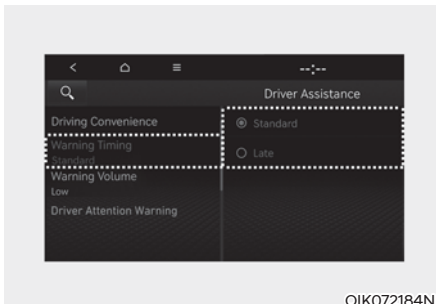 --:--
Driver Assistance
Driving Convenience
Warning Timing
Standard
Warning Volume
Low
Driver Attention Warning
Standard
Late
OIK072184N